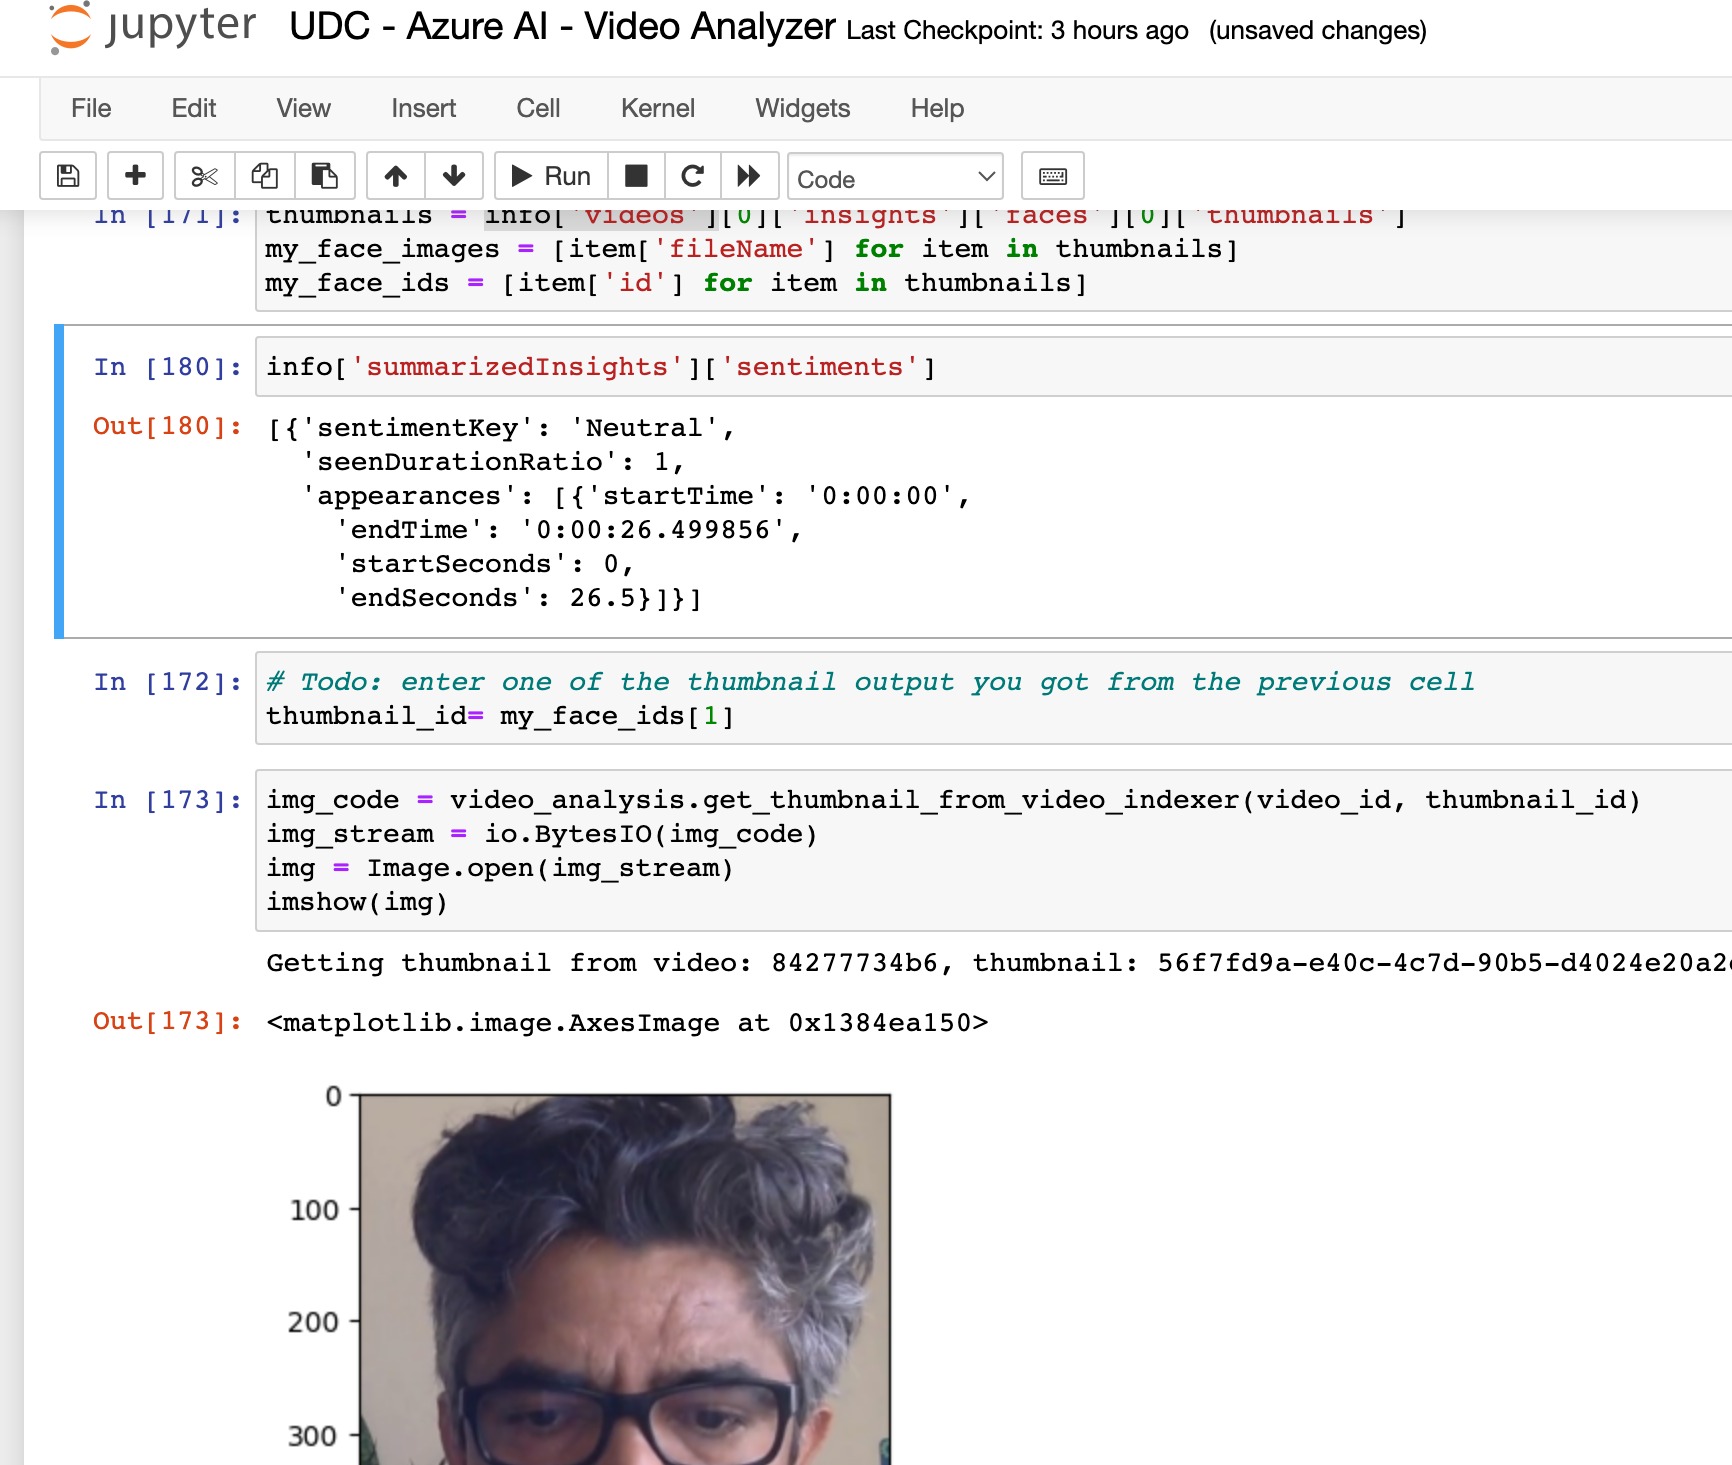 jupyter UDC - Azure AI - Video Analyzer Last Checkpoint: 3 hours ago (unsaved changes)
File Edit View Insert Cell Kernel Widgets Help
Run Code
In [171]: thumbnails = info['videos'][0]['insights']['faces'][0]['thumbnails']
my_face_images = [item['fileName'] for item in thumbnails]
my_face_ids = [item['id'] for item in thumbnails]
In [180]: info['summarizedInsights']['sentiments']
Out[180]: [{'sentimentKey': 'Neutral',
'seenDurationRatio': 1,
'appearances': [{'startTime': '0:00:00',
'endTime': '0:00:26.499856',
'startSeconds': 0,
'endSeconds': 26.5}]}]
In [172]: # Todo: enter one of the thumbnail output you got from the previous cell
thumbnail_id= my_face_ids[1]
In [173]: img_code = video_analysis.get_thumbnail_from_video_indexer(video_id, thumbnail_id)
img_stream = io.BytesIO(img_code)
img = Image.open(img_stream)
imshow(img)
Getting thumbnail from video: 84277734b6, thumbnail: 56f7fd9a-e40c-4c7d-90b5-d4024e20a2
Out[173]: <matplotlib.image.AxesImage at 0x1384ea150>
0
100
200
300